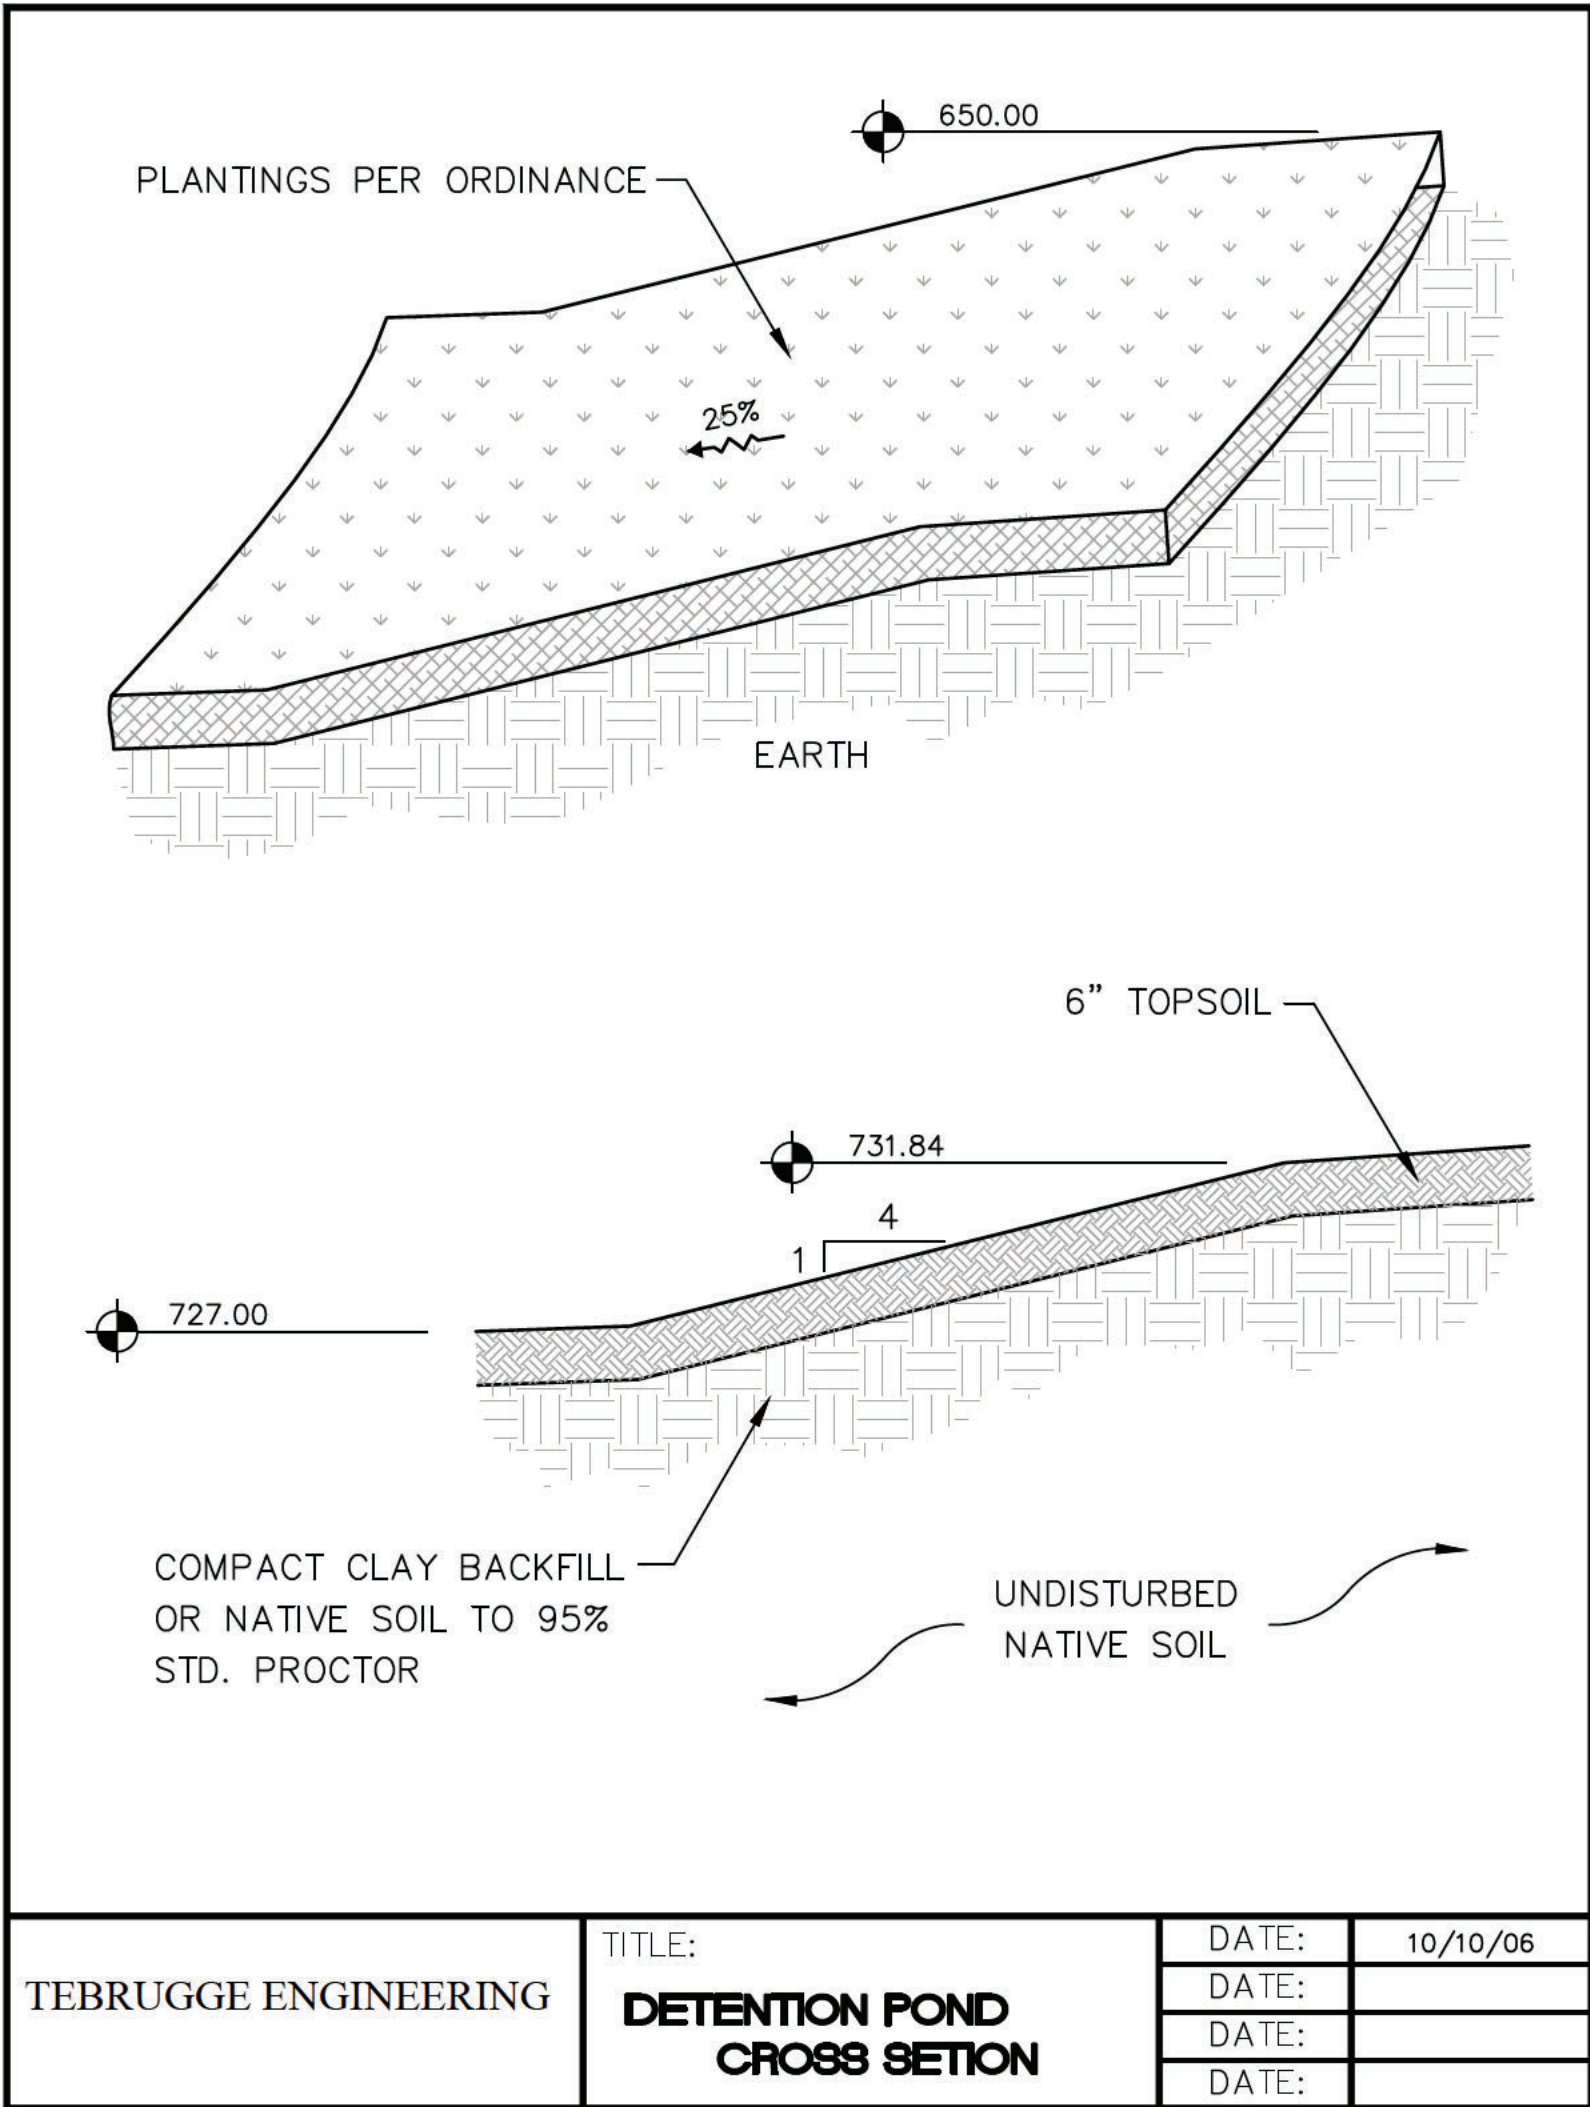 650.00
PLANTINGS PER ORDINANCE
25%
EARTH
6" TOPSOIL
731.84
4
1
727.00
COMPACT CLAY BACKFILL
OR NATIVE SOIL TO 95%
STD. PROCTOR
UNDISTURBED
NATIVE SOIL
TEBRUGGE ENGINEERING
TITLE:
DETENTION POND
CROSS SETION
DATE: 10/10/06
DATE:
DATE:
DATE: